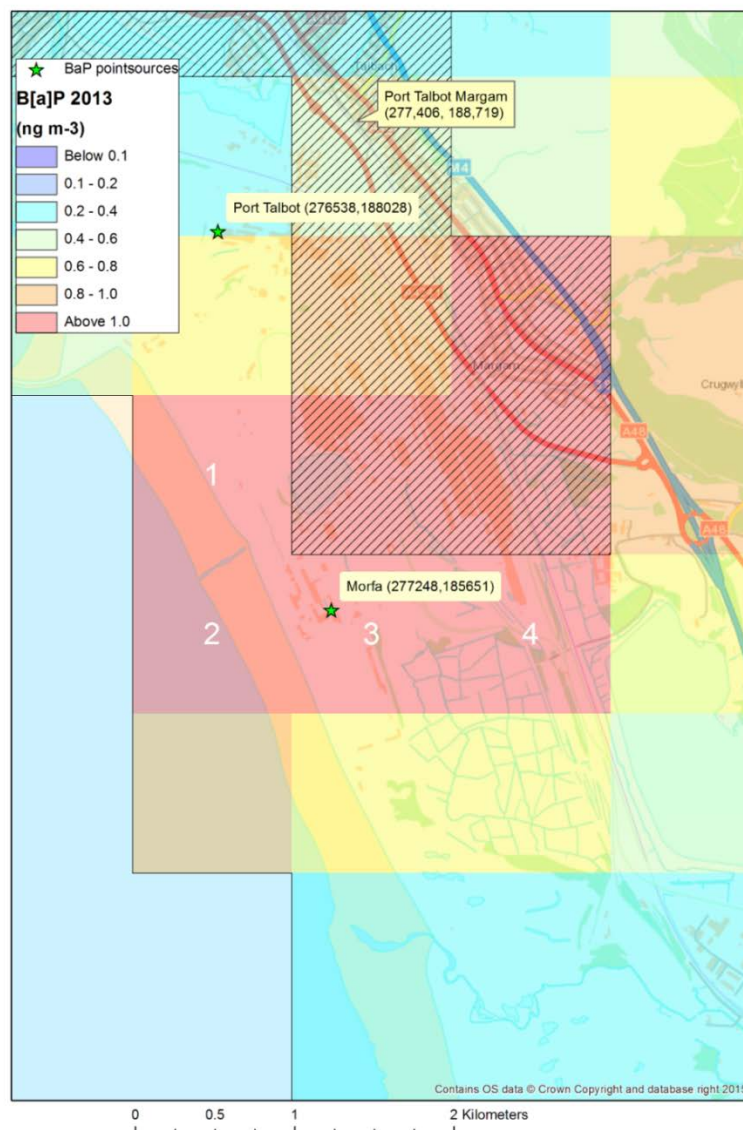 BaP pointsources
B[a]P 2013
(ng m-3)
Below 0.1
0.1 - 0.2
0.2 - 0.4
0.4 - 0.6
0.6 - 0.8
0.8 - 1.0
Above 1.0
Port Talbot Margam
(277,406, 188,719)
M4
Port Talbot (276538,188028)
Margam
Crugwyll
A48
1
A48
Morfa (277248,185651)
2
3
4
Contains OS data © Crown Copyright and database right 2015
0
0.5
1
2 Kilometers